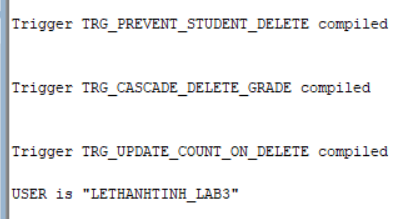 Trigger TRG_PREVENT_STUDENT_DELETE compiled
Trigger TRG_CASCADE_DELETE_GRADE compiled
Trigger TRG_UPDATE_COUNT_ON_DELETE compiled
USER is "LETHANHTINH_LAB3"